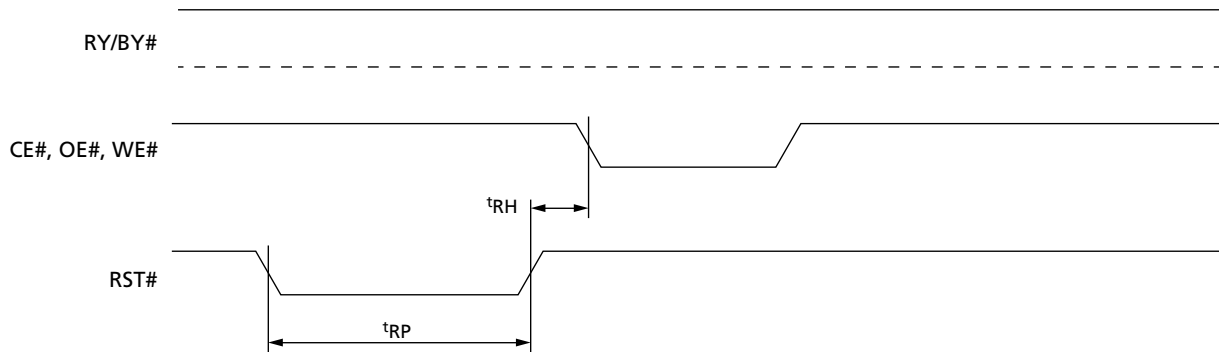 RY/BY#
CE#, OE#, WE#
tRH
RST#
tRP